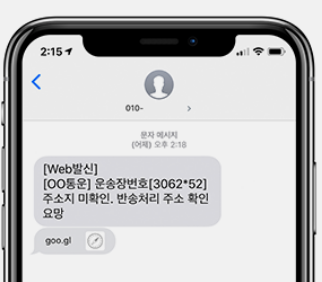 2:15
010-
문자 메시지
(어제) 오후 2:18
[Web발신]
[OO통운] 운송장번호[3062*52]
주소지 미확인. 반송처리 주소 확인
요망
goo.gl